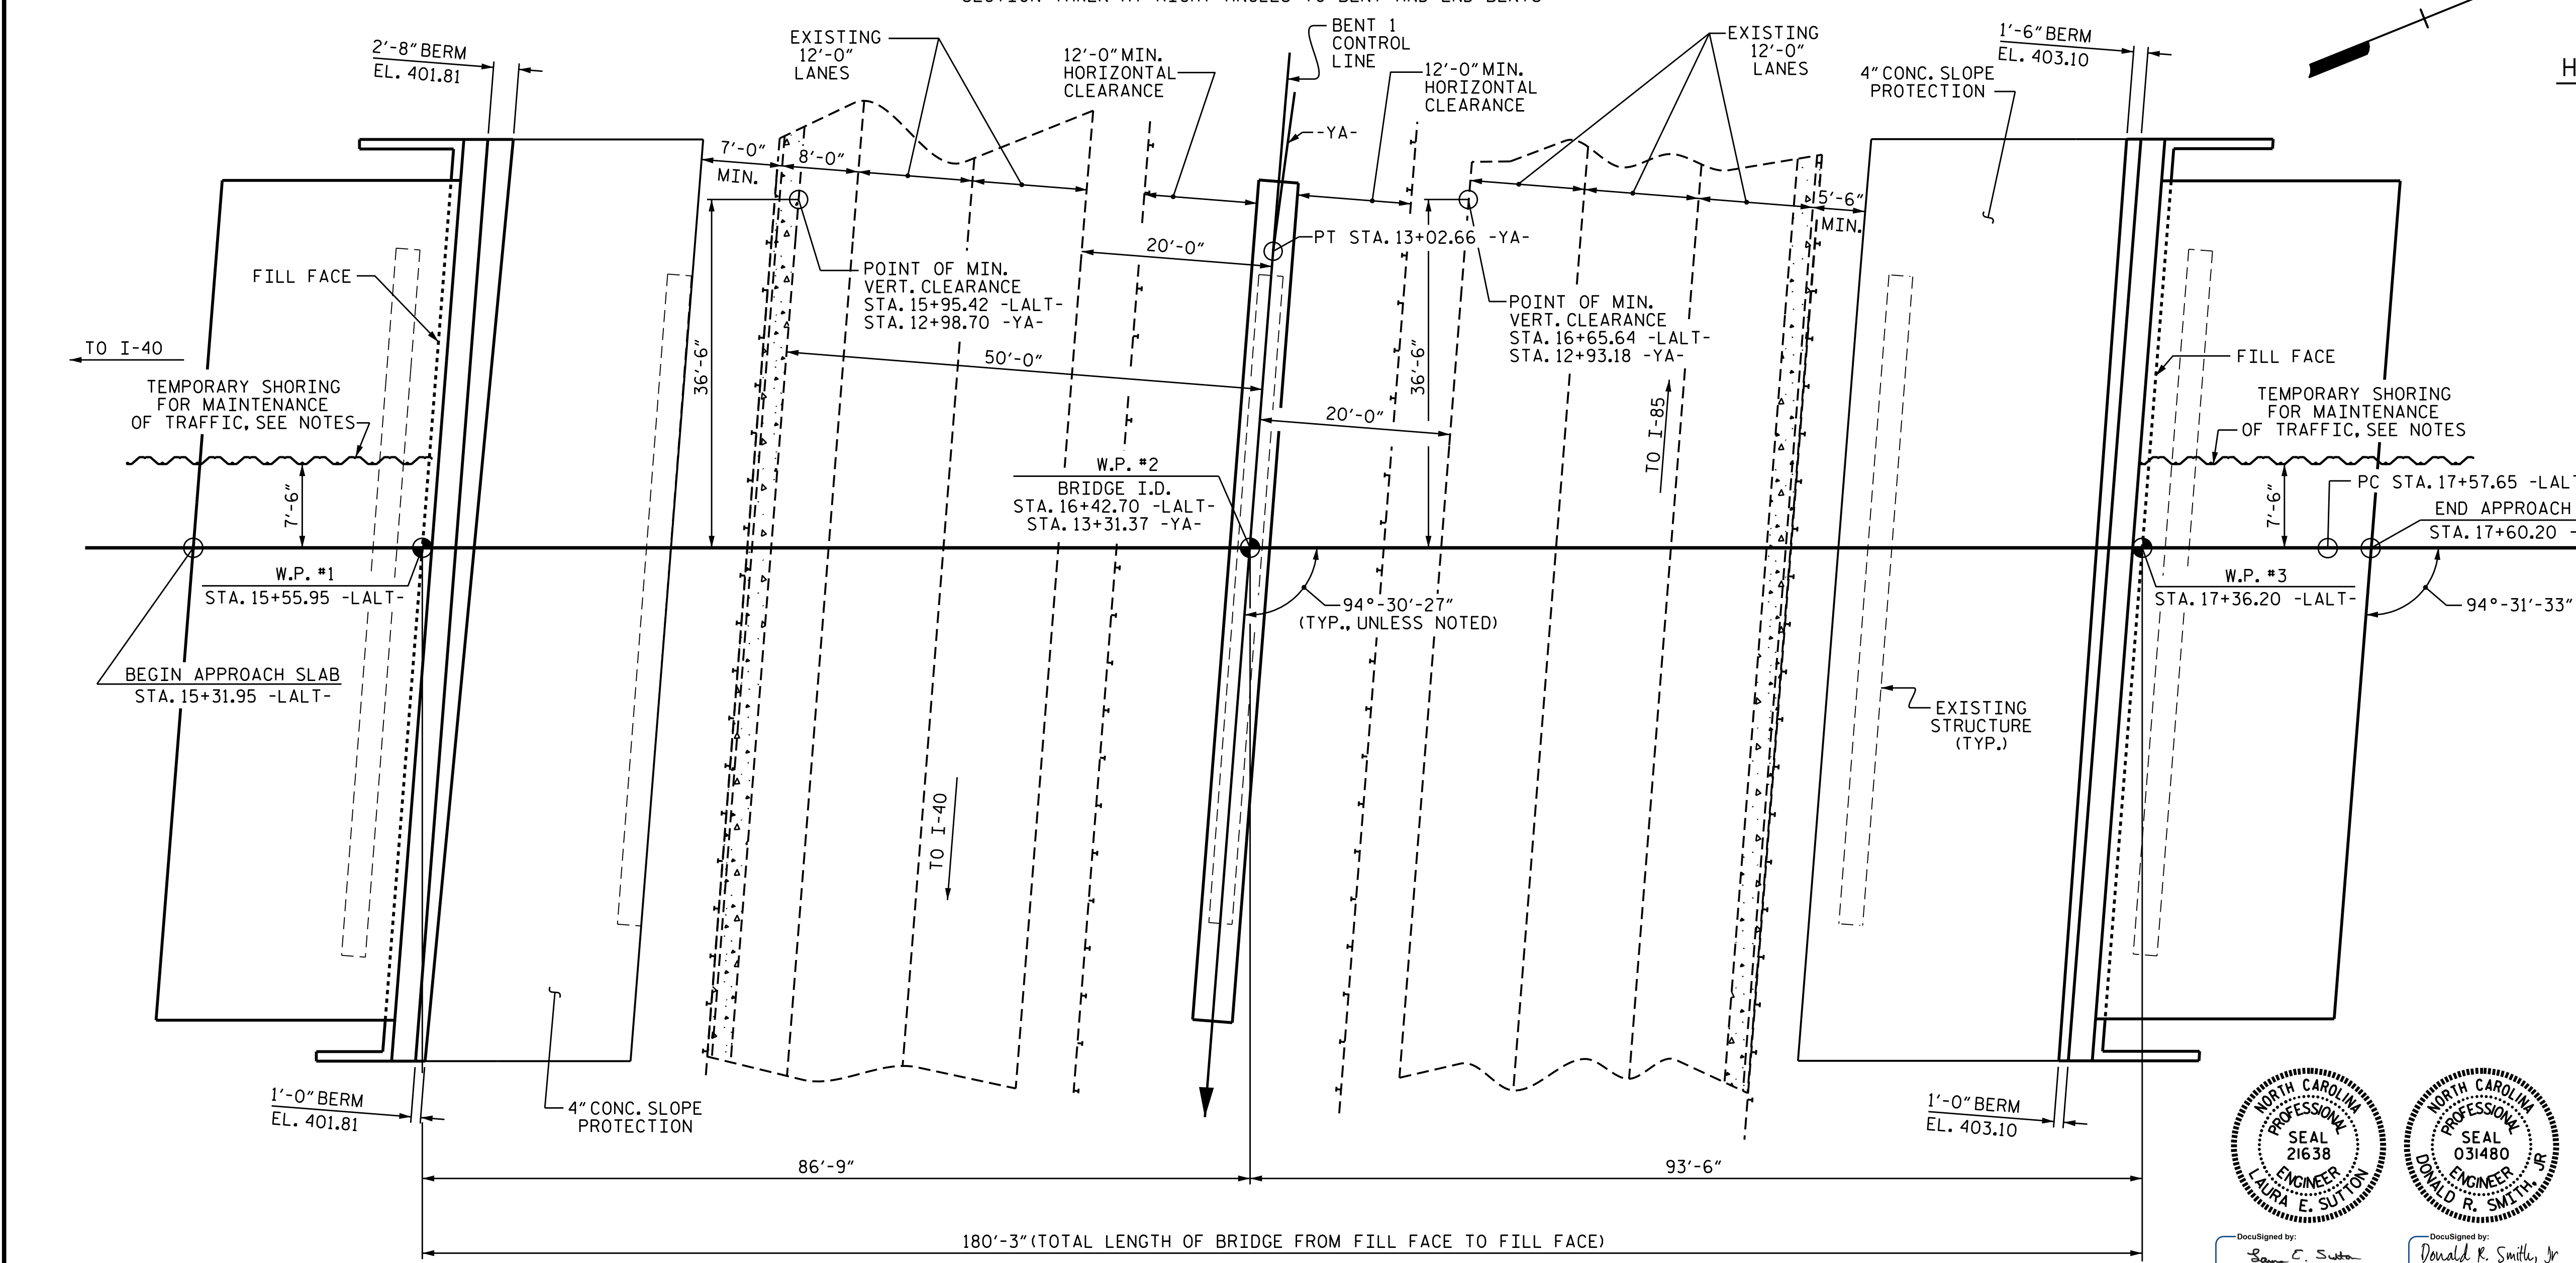 2'-8" BERM
EL. 401.81
EXISTING
12'-0"
LANES
12'-0" MIN.
HORIZONTAL
CLEARANCE
BENT 1
CONTROL
LINE
-YA-
12'-0" MIN.
HORIZONTAL
CLEARANCE
EXISTING
12'-0"
LANES
4" CONC. SLOPE
PROTECTION
1'-6" BERM
EL. 403.10
7'-0"
MIN.
8'-0"
5'-6"
MIN.
FILL FACE
POINT OF MIN.
VERT. CLEARANCE
STA. 15+95.42 -LALT-
STA. 12+98.70 -YA-
20'-0"
PT STA. 13+02.66 -YA-
POINT OF MIN.
VERT. CLEARANCE
STA. 16+65.64 -LALT-
STA. 12+93.18 -YA-
TO I-40
36'-6"
50'-0"
36'-6"
FILL FACE
TEMPORARY SHORING
FOR MAINTENANCE
OF TRAFFIC, SEE NOTES
20'-0"
TO I-85
TEMPORARY SHORING
FOR MAINTENANCE
OF TRAFFIC, SEE NOTES
7'-6"
W.P. #2
BRIDGE I.D.
STA. 16+42.70 -LALT-
STA. 13+31.37 -YA-
7'-6"
PC STA. 17+57.65 -LALT
END APPROACH
STA. 17+60.20 -
W.P. #1
STA. 15+55.95 -LALT-
94°-30'-27"
(TYP., UNLESS NOTED)
W.P. #3
STA. 17+36.20 -LALT-
94°-31'-33"
BEGIN APPROACH SLAB
STA. 15+31.95 -LALT-
TO I-40
EXISTING
STRUCTURE
(TYP.)
1'-0" BERM
EL. 401.81
4" CONC. SLOPE
PROTECTION
1'-0" BERM
EL. 403.10
86'-9"
93'-6"
180'-3" (TOTAL LENGTH OF BRIDGE FROM FILL FACE TO FILL FACE)
NORTH CAROLINA
PROFESSIONAL
SEAL
21638
ENGINEER
LAURA E. SUTTON
NORTH CAROLINA
PROFESSIONAL
SEAL
031480
ENGINEER
DONALD R. SMITH, JR
DocuSigned by:
DocuSigned by:
Donald R. Smith, Jr